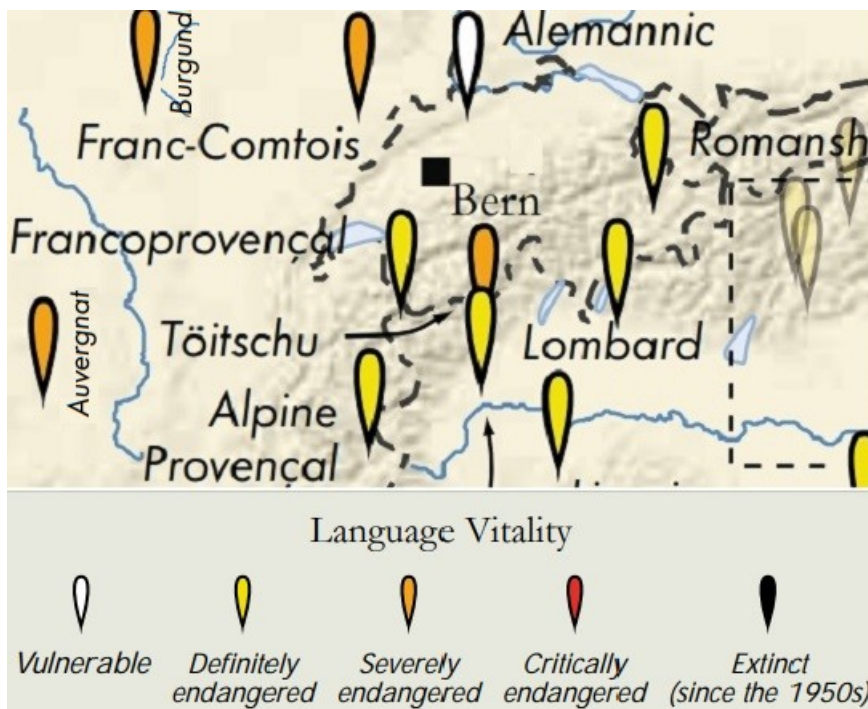 Burgund
Alemannic
Franc-Comtois
Romansh
Bern
Francoprovençal
Auvergnat
Töitschu
Lombard
Alpine
Provençal
Language Vitality
Vulnerable
Definitely
endangered
Severely
endangered
Critically
endangered
Extinct
(since the 1950s)